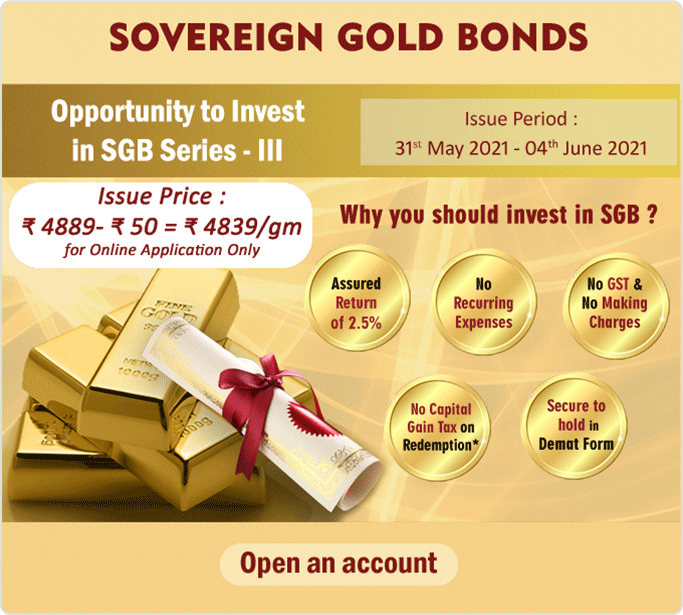 SOVEREIGN GOLD BONDS
Opportunity to Invest
in SGB Series - III
Issue Period :
31st May 2021 - 04th June 2021
Issue Price :
₹ 4889- ₹ 50 = ₹ 4839/gm
for Online Application Only
Why you should invest in SGB ?
Assured
Return
of 2.5%
No
Recurring
Expenses
No GST &
No Making
Charges
No Capital
Gain Tax on
Redemption*
Secure to
hold in
Demat Form
FINE
GOLD
1000g
Open an account